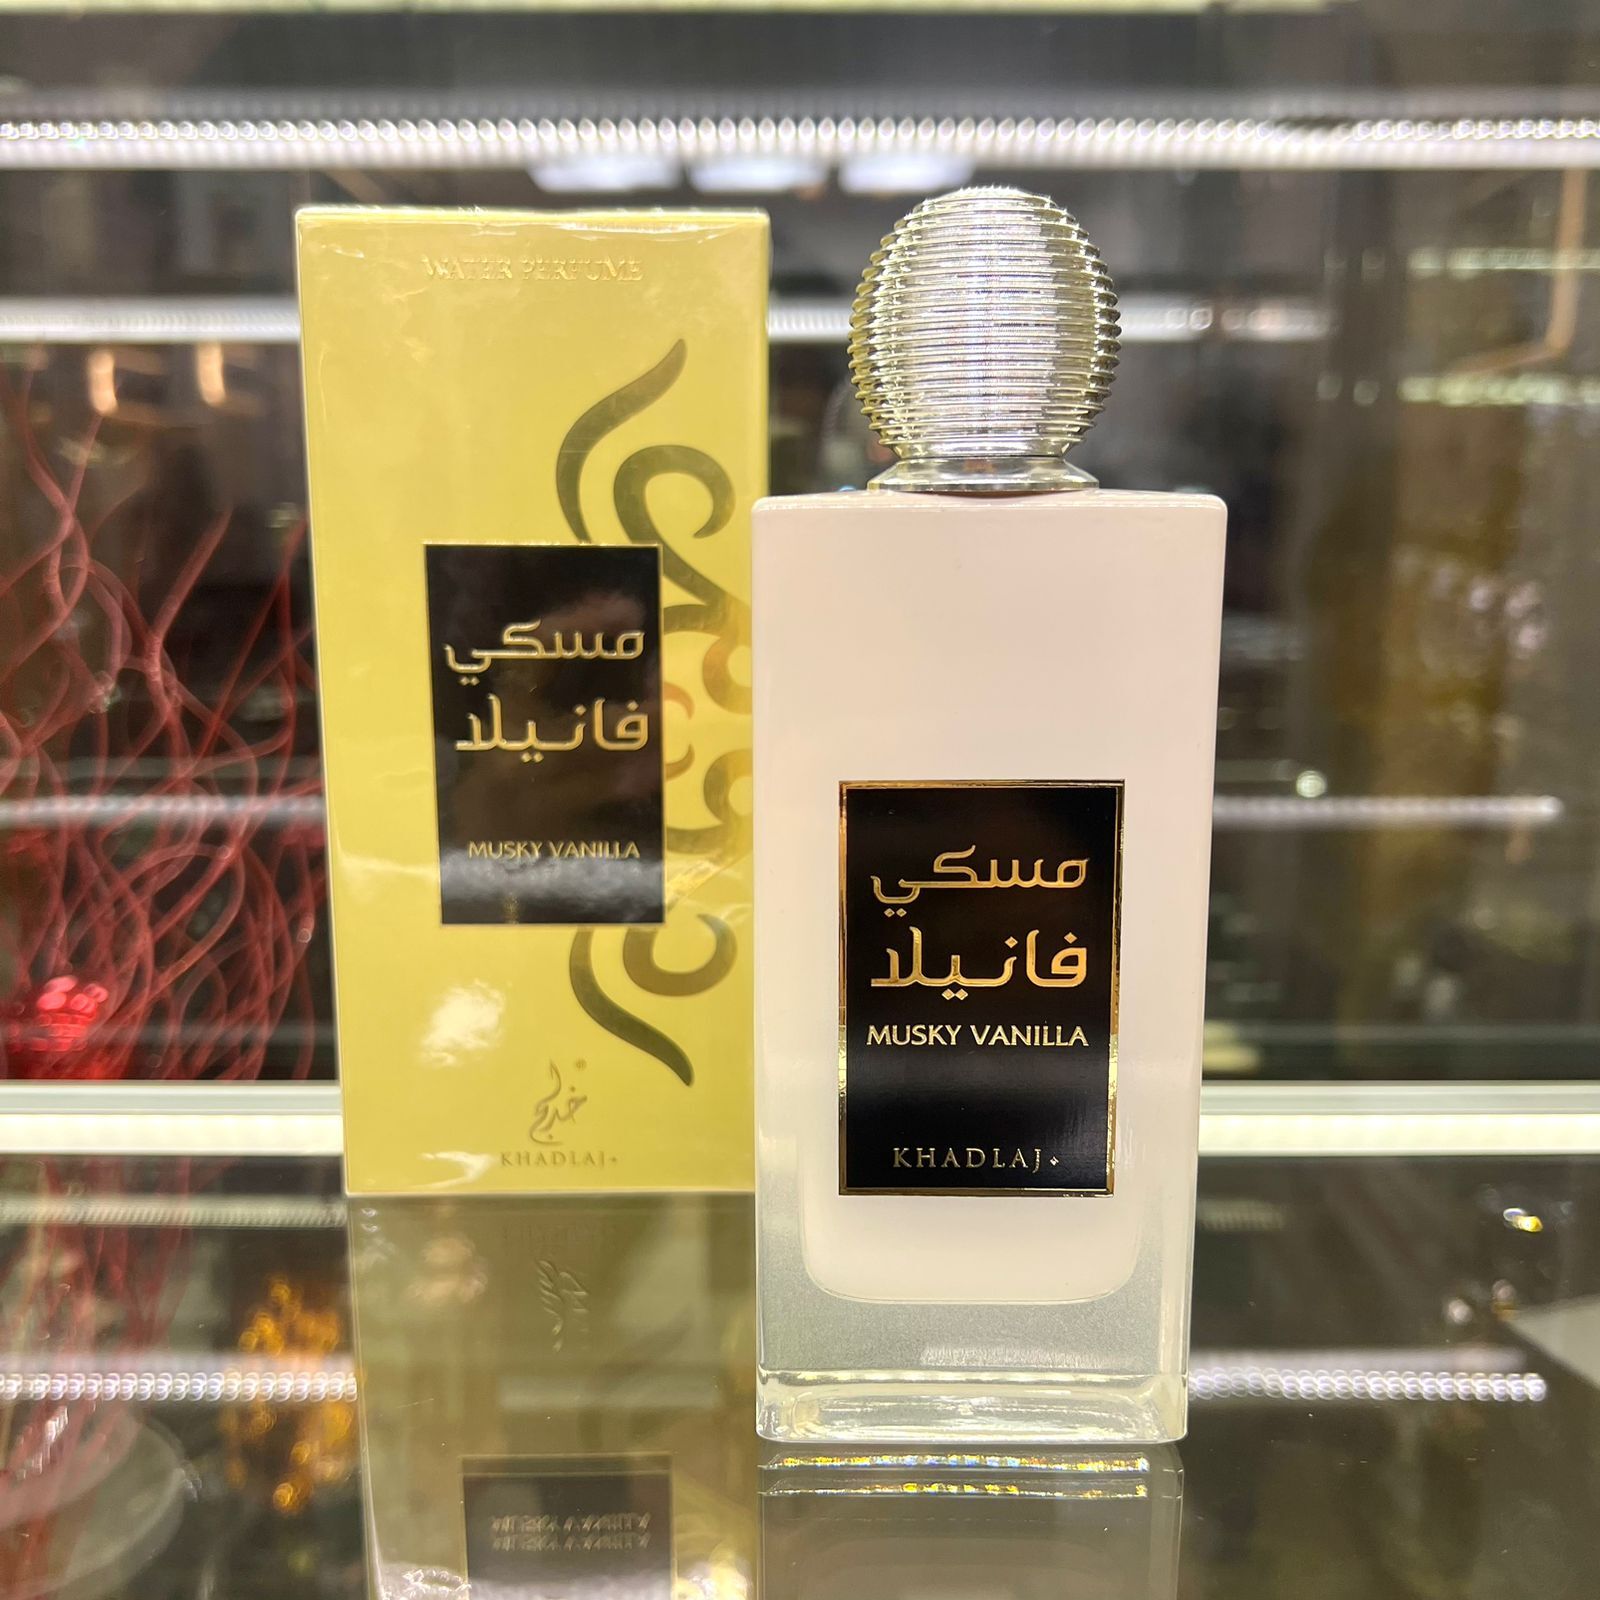 WATER PERFUME
مسكي
فانيلا
MUSKY VANILLA
خدلج
®
KHADLAJ
مسكي
فانيلا
MUSKY VANILLA
KHADLAJ